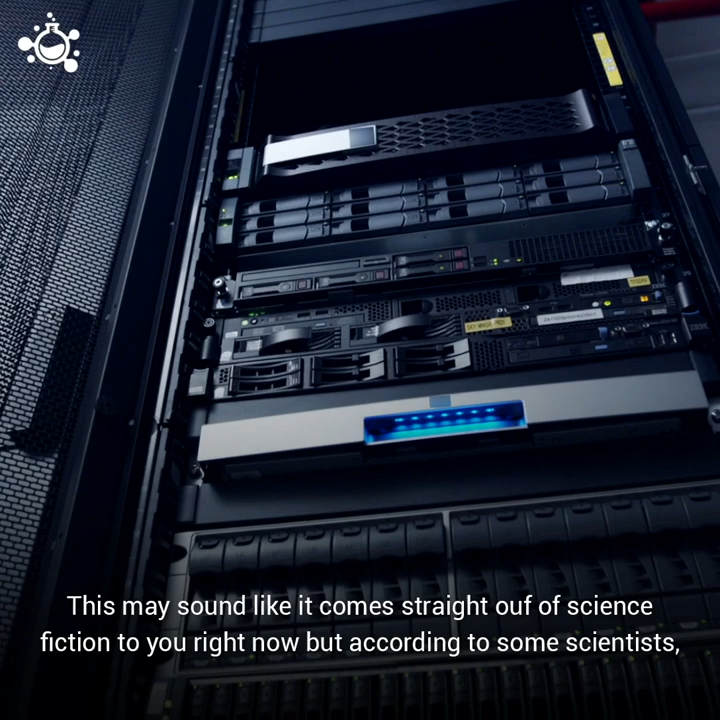 This may sound like it comes straight ouf of science
fiction to you right now but according to some scientists,